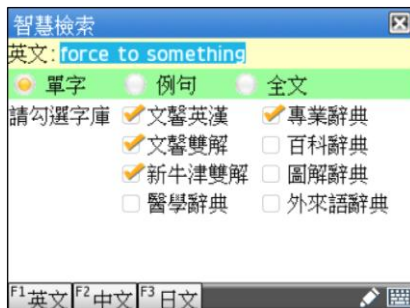 智慧檢索
英文: force to something
單字 例句 全文
請勾選字庫 文馨英漢 專業辭典
文馨雙解 百科辭典
新牛津雙解 圖解辭典
醫學辭典 外來語辭典
F1英文 F2中文 F3日文